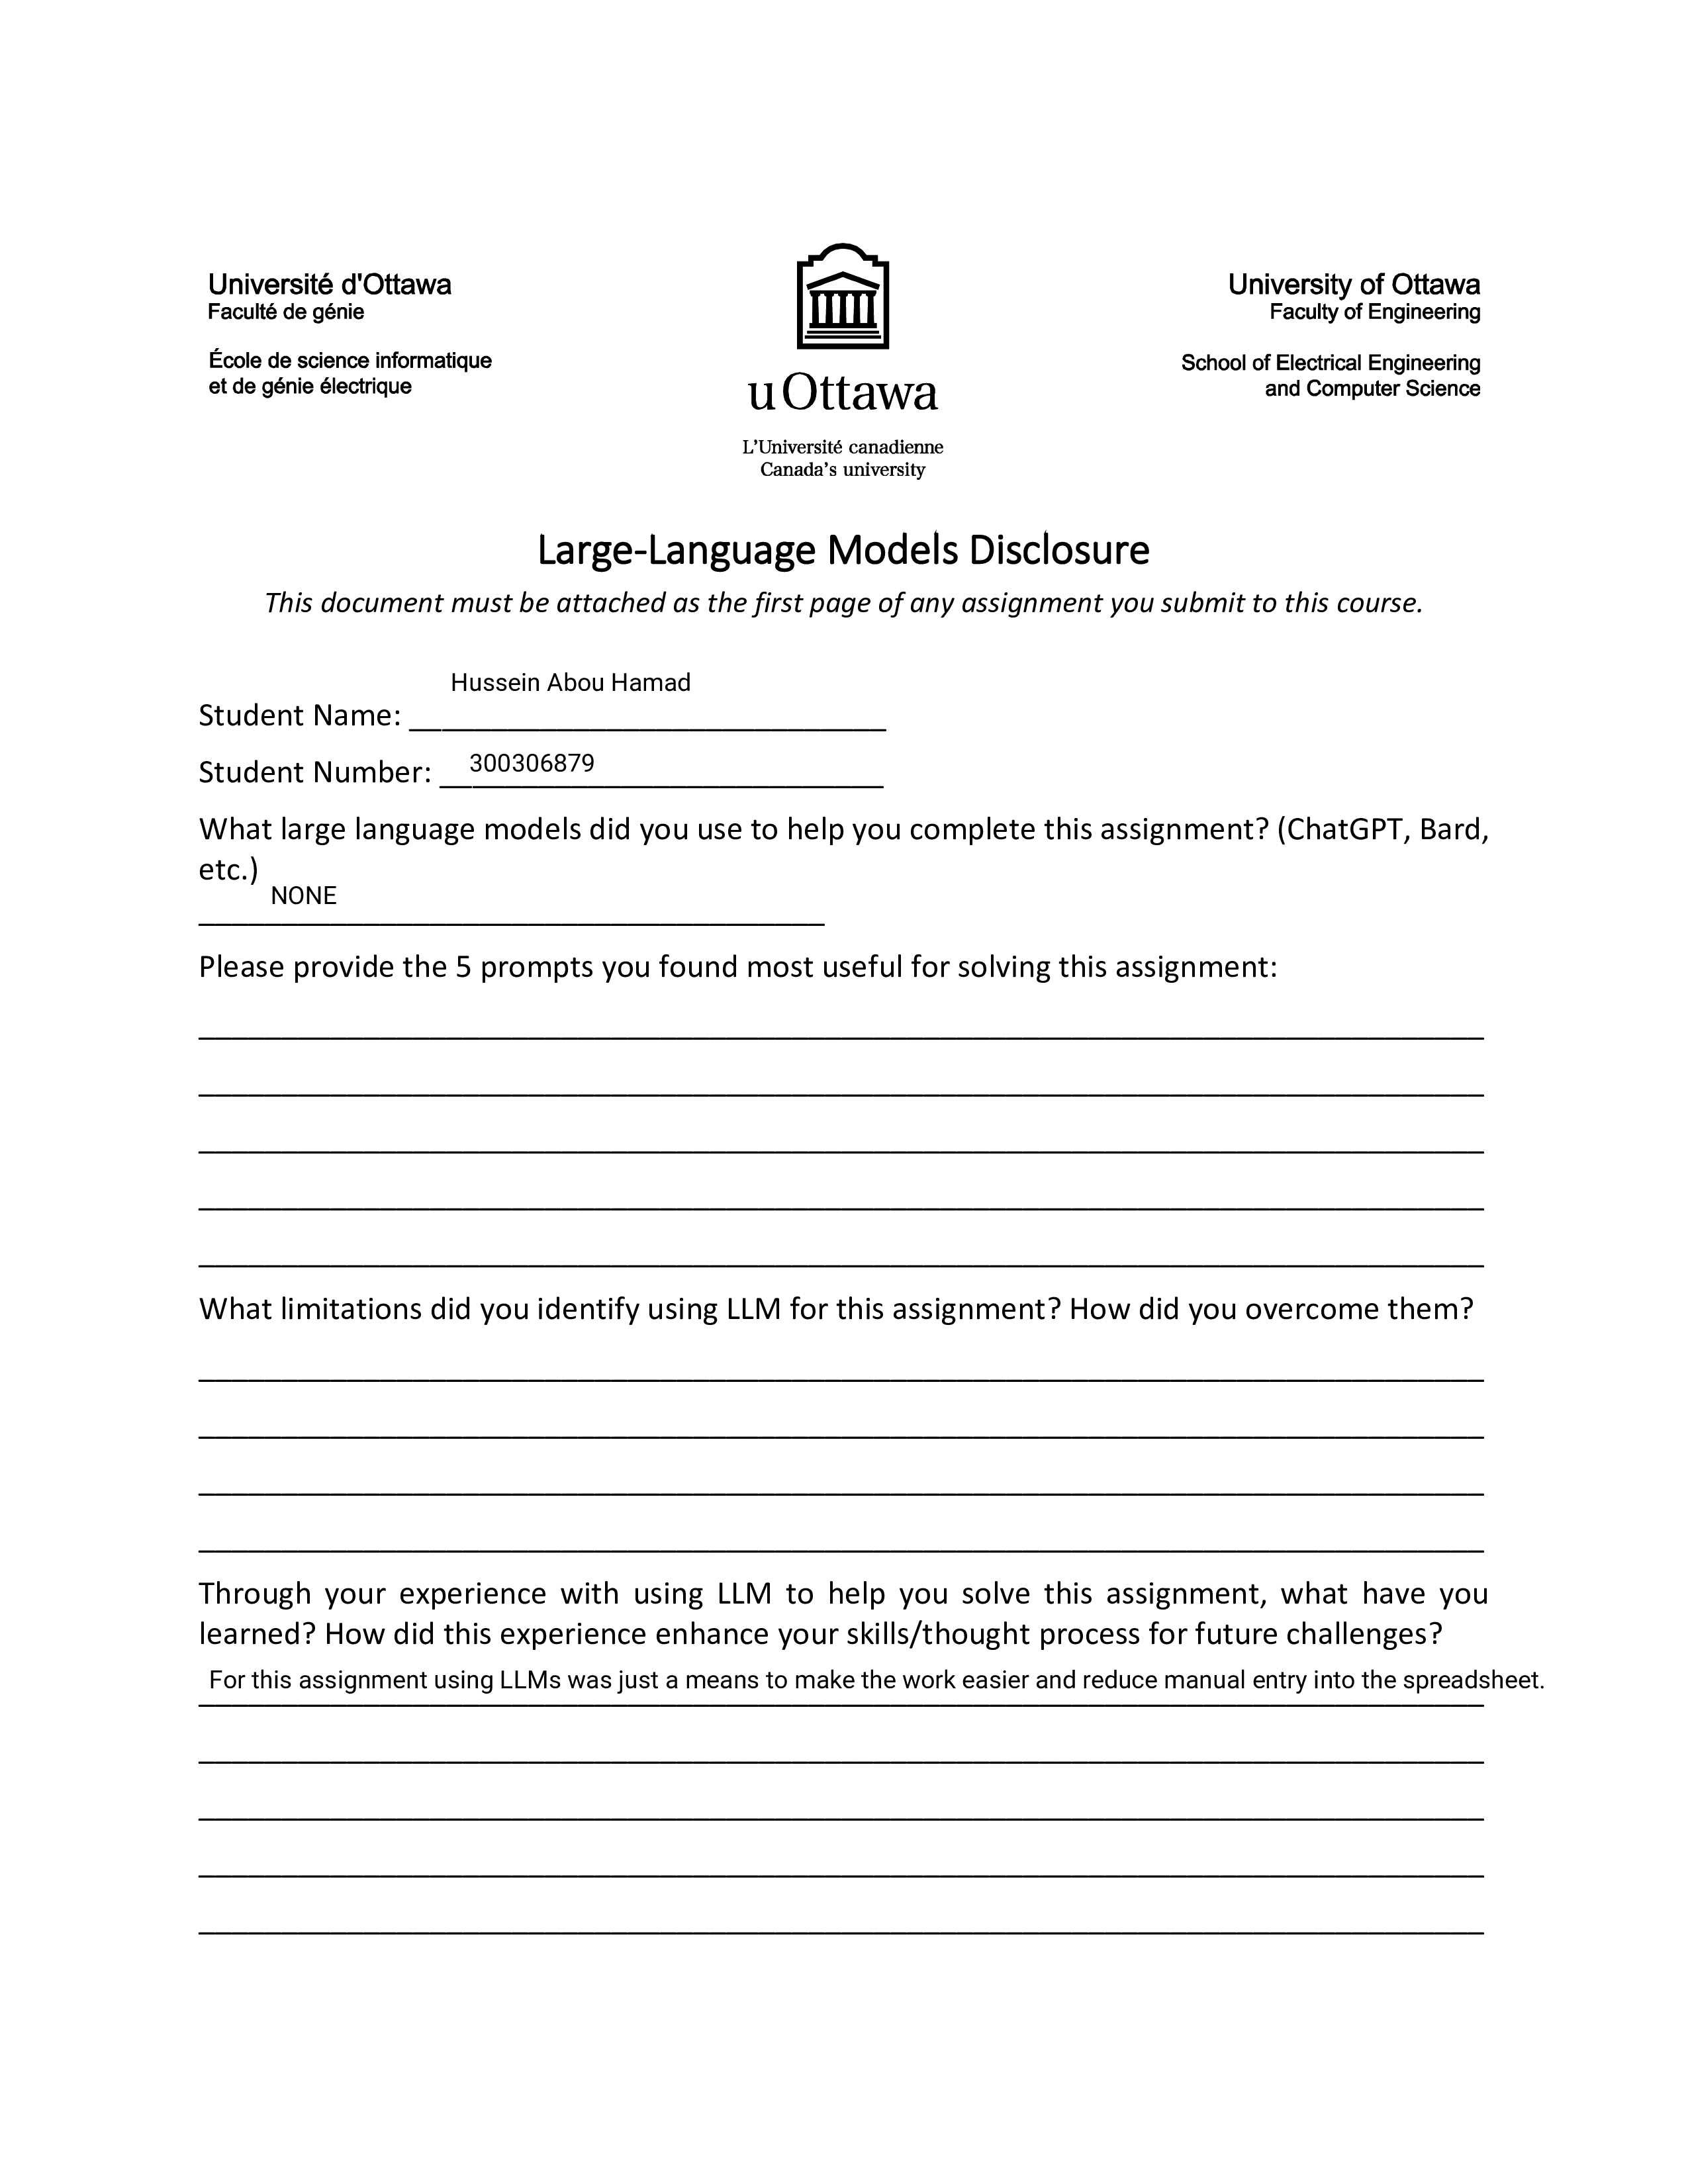 Université d'Ottawa
Faculté de génie
École de science informatique
et de génie électrique
uOttawa
L'Université canadienne
Canada's university
University of Ottawa
Faculty of Engineering
School of Electrical Engineering
and Computer Science
Large-Language Models Disclosure
This document must be attached as the first page of any assignment you submit to this course.
Student Name: Hussein Abou Hamad
Student Number: 300306879
What large language models did you use to help you complete this assignment? (ChatGPT, Bard,
etc.)
NONE
Please provide the 5 prompts you found most useful for solving this assignment:
What limitations did you identify using LLM for this assignment? How did you overcome them?
Through your experience with using LLM to help you solve this assignment, what have you
learned? How did this experience enhance your skills/thought process for future challenges?
For this assignment using LLMs was just a means to make the work easier and reduce manual entry into the spreadsheet.